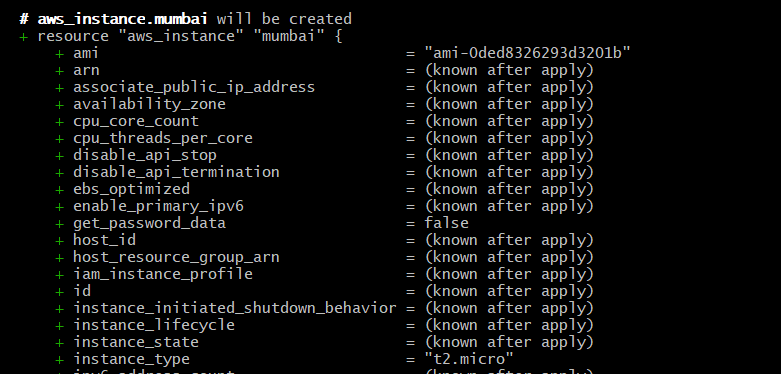 # aws_instance.mumbai will be created
+ resource "aws_instance" "mumbai" {
+ ami = "ami-0ded8326293d3201b"
+ arn = (known after apply)
+ associate_public_ip_address = (known after apply)
+ availability_zone = (known after apply)
+ cpu_core_count = (known after apply)
+ cpu_threads_per_core = (known after apply)
+ disable_api_stop = (known after apply)
+ disable_api_termination = (known after apply)
+ ebs_optimized = (known after apply)
+ enable_primary_ipv6 = (known after apply)
+ get_password_data = false
+ host_id = (known after apply)
+ host_resource_group_arn = (known after apply)
+ iam_instance_profile = (known after apply)
+ id = (known after apply)
+ instance_initiated_shutdown_behavior = (known after apply)
+ instance_lifecycle = (known after apply)
+ instance_state = (known after apply)
+ instance_type = "t2.micro"